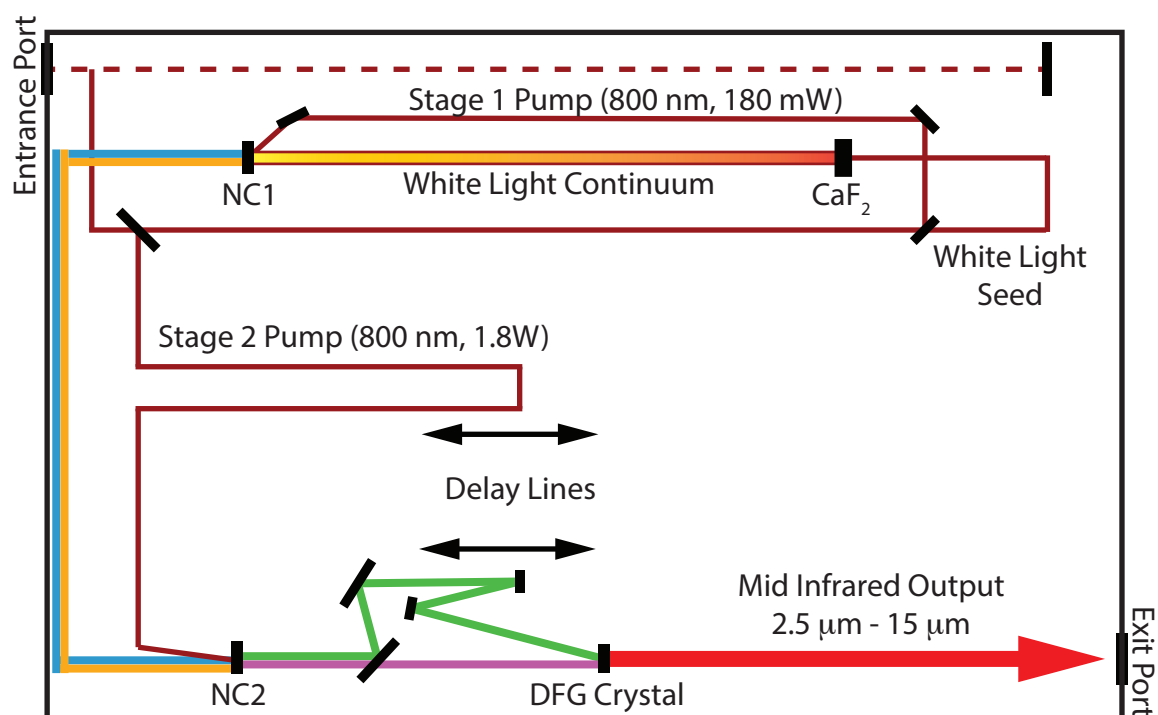 Entrance Port
Stage 1 Pump (800 nm, 180 mW)
NC1
White Light Continuum
CaF₂
White Light
Seed
Stage 2 Pump (800 nm, 1.8W)
Delay Lines
Mid Infrared Output
2.5 μm - 15 μm
NC2
DFG Crystal
Exit Port